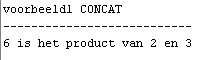 voorbeeld1 CONCAT
---------------------------
6 is het product van 2 en 3